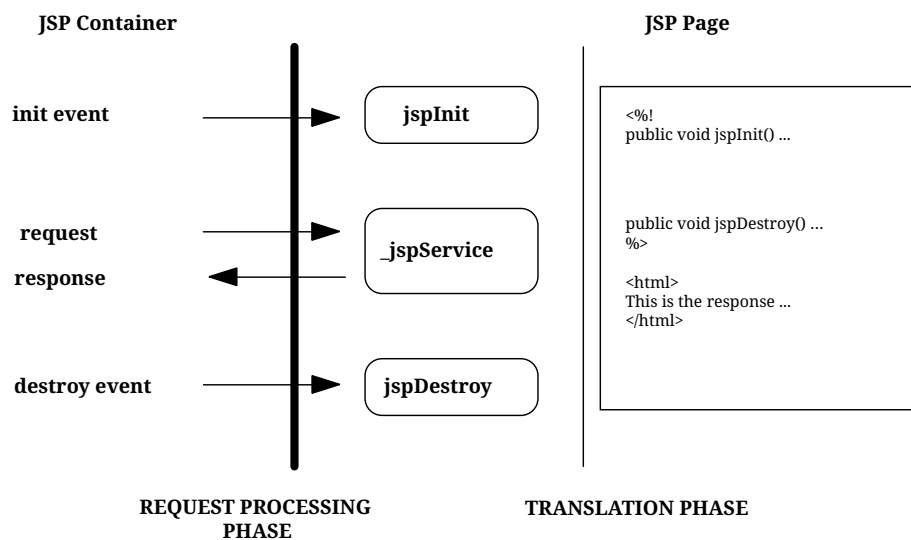 JSP Container
JSP Page
init event
jspInit
<%!
public void jspInit() ...
request
_jspService
response
public void jspDestroy() ...
%>
<html>
This is the response ...
</html>
destroy event
jspDestroy
REQUEST PROCESSING
PHASE
TRANSLATION PHASE